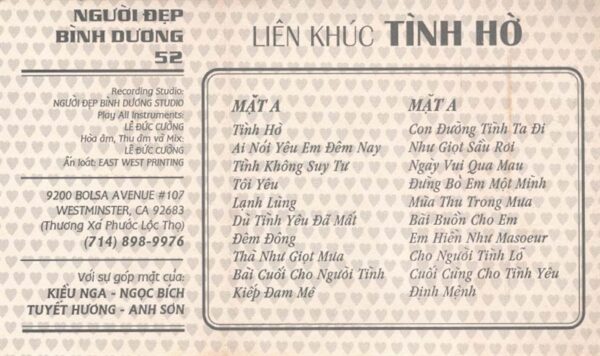 NGƯỜI ĐẸP
BÌNH DƯƠNG
52
Recording Studio:
NGƯỜI ĐẸP BÌNH DƯƠNG STUDIO
Play All Instruments:
LÊ ĐỨC CƯỜNG
Hòa âm, Thu âm và Mix:
LÊ ĐỨC CƯỜNG
Ấn loát: EAST WEST PRINTING
9200 BOLSA AVENUE #107
WESTMINSTER, CA 92683
(Thương Xá Phước Lộc Thọ)
(714) 898-9976
Với sự góp mặt của:
KIỀU NGA - NGỌC BÍCH
TUYẾT HƯƠNG - ANH SƠN
LIÊN KHÚC TÌNH HỜ
MẶT A
Tình Hờ
Ai Nói Yêu Em Đêm Nay
Tình Không Suy Tư
Tôi Yêu
Lạnh Lùng
Dù Tình Yêu Đã Mất
Đêm Đông
Thà Như Giọt Mưa
Bài Cuối Cho Người Tình
Kiếp Đam Mê
MẶT A
Con Đường Tình Ta Đi
Như Giọt Sầu Rơi
Ngày Vui Qua Mau
Đừng Bỏ Em Một Mình
Mùa Thu Trong Mưa
Bài Buồn Cho Em
Em Hiền Như Masoeur
Cho Người Tình Lỡ
Cuối Cùng Cho Tình Yêu
Định Mệnh